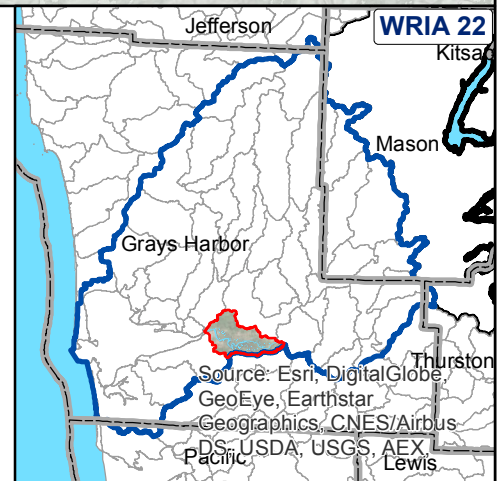 Jefferson
WRIA 22
Kitsap
Mason
Grays Harbor
Thurston
Source: Esri, DigitalGlobe,
GeoEye, Earthstar
Geographics, CNES/Airbus
DS, USDA, USGS, AEX,
Pacific
Lewis